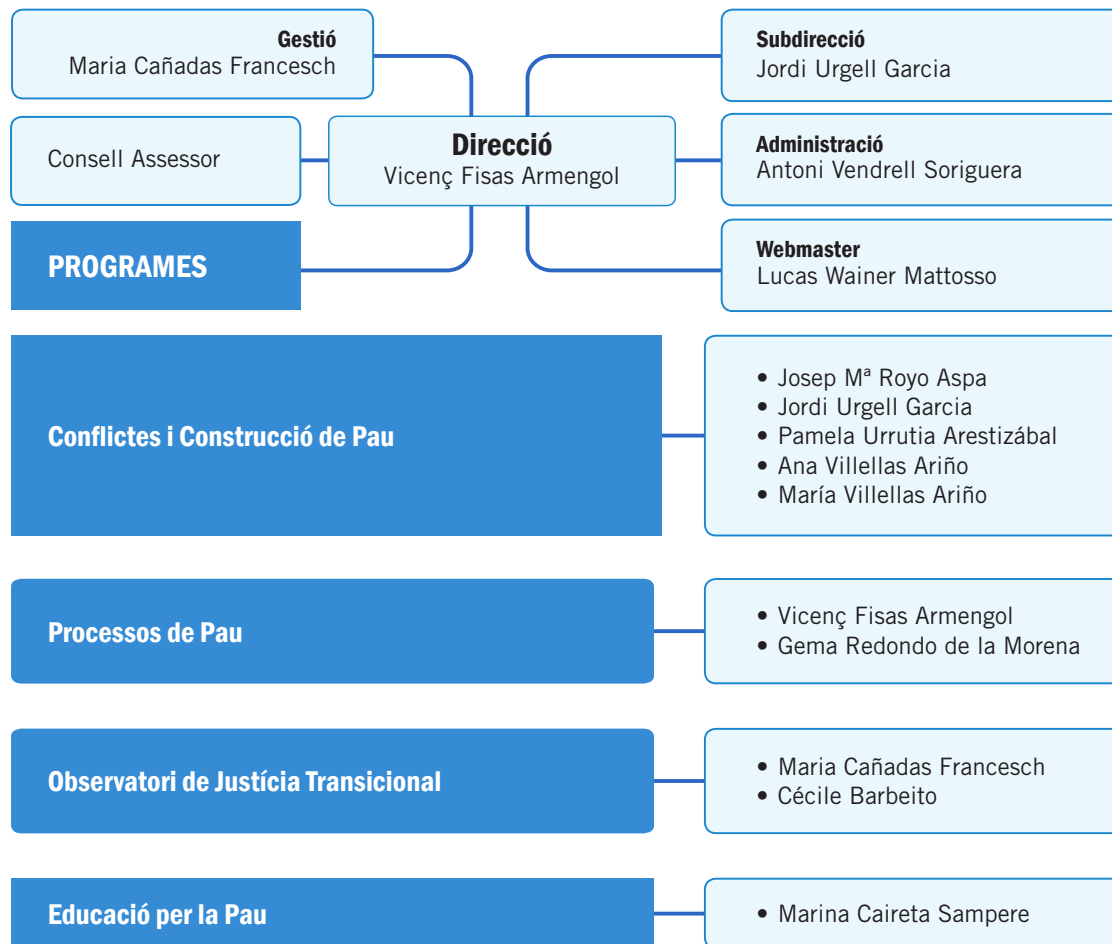 Gestió
Maria Cañadas Francesch
Subdirecció
Jordi Urgell Garcia
Consell Assessor
Direcció
Vicenç Fisas Armengol
Administració
Antoni Vendrell Soriguera
PROGRAMES
Webmaster
Lucas Wainer Mattosso
Conflictes i Construcció de Pau
• Josep Mª Royo Aspa
• Jordi Urgell Garcia
• Pamela Urrutia Arestizábal
• Ana Villellas Ariño
• María Villellas Ariño
Processos de Pau
• Vicenç Fisas Armengol
• Gema Redondo de la Morena
Observatori de Justícia Transicional
• Maria Cañadas Francesch
• Cécile Barbeito
Educació per la Pau
• Marina Caireta Sampere